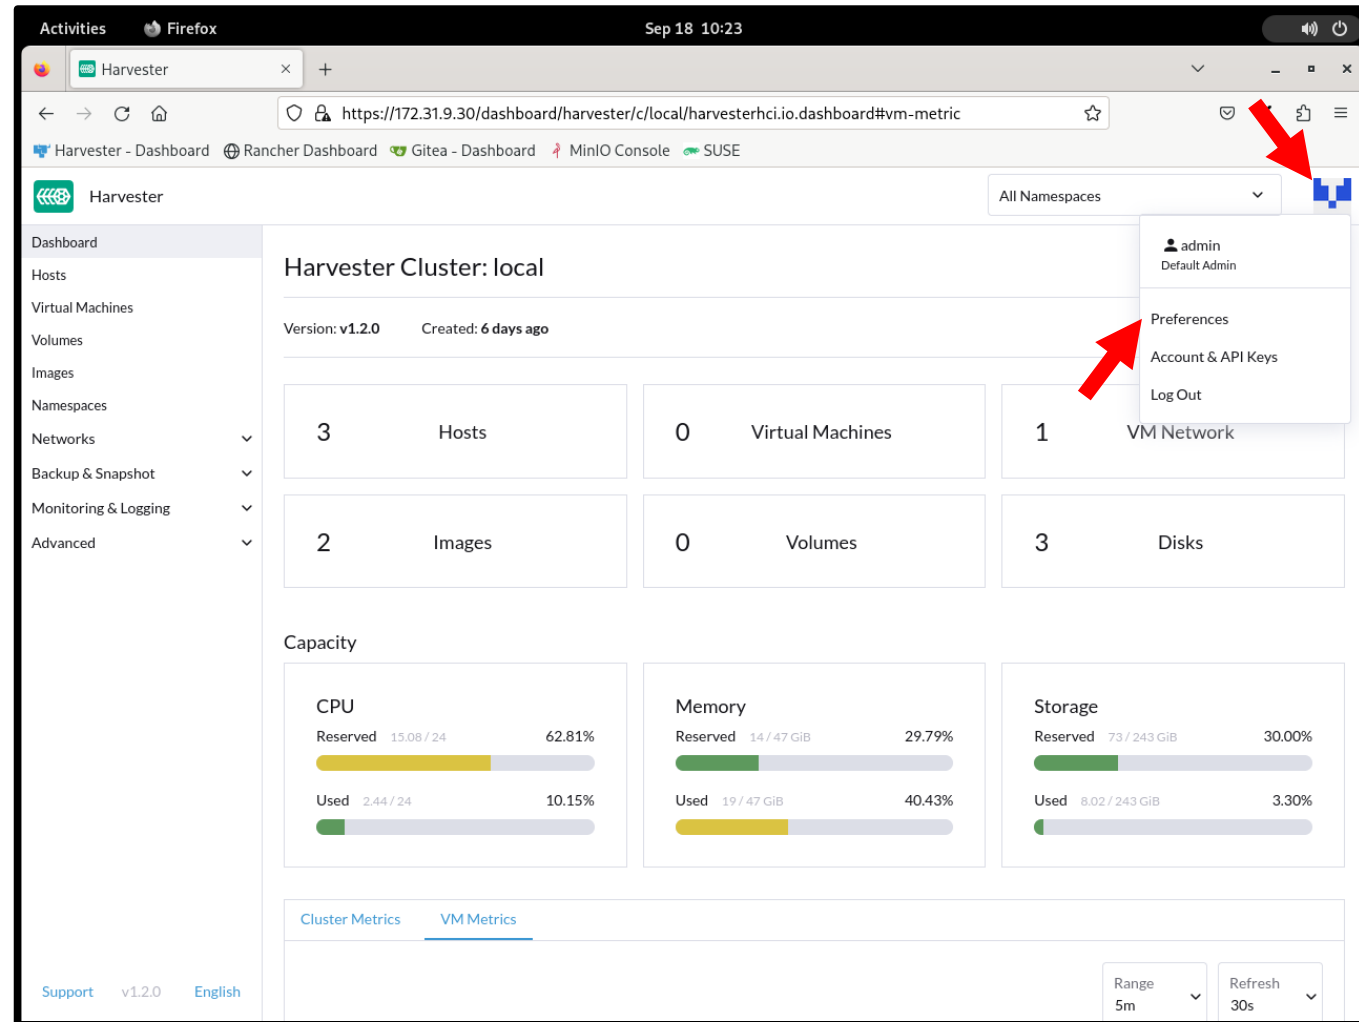 Activities Firefox Sep 18 10:23
Harvester
https://172.31.9.30/dashboard/harvester/c/local/harvesterhci.io.dashboard#vm-metric
Harvester - Dashboard Rancher Dashboard Gitea - Dashboard MinIO Console SUSE
Harvester All Namespaces
admin
Default Admin
Preferences
Account & API Keys
Log Out
Dashboard
Hosts
Virtual Machines
Volumes
Images
Namespaces
Networks
Backup & Snapshot
Monitoring & Logging
Advanced
Harvester Cluster: local
Version: v1.2.0 Created: 6 days ago
3 Hosts 0 Virtual Machines 1 VM Network
2 Images 0 Volumes 3 Disks
Capacity
CPU
Reserved 15.08 / 24 62.81%
Used 2.44 / 24 10.15%
Memory
Reserved 14 / 47 GiB 29.79%
Used 19 / 47 GiB 40.43%
Storage
Reserved 73 / 243 GiB 30.00%
Used 8.02 / 243 GiB 3.30%
Cluster Metrics VM Metrics
Range
5m
Refresh
30s
Support v1.2.0 English